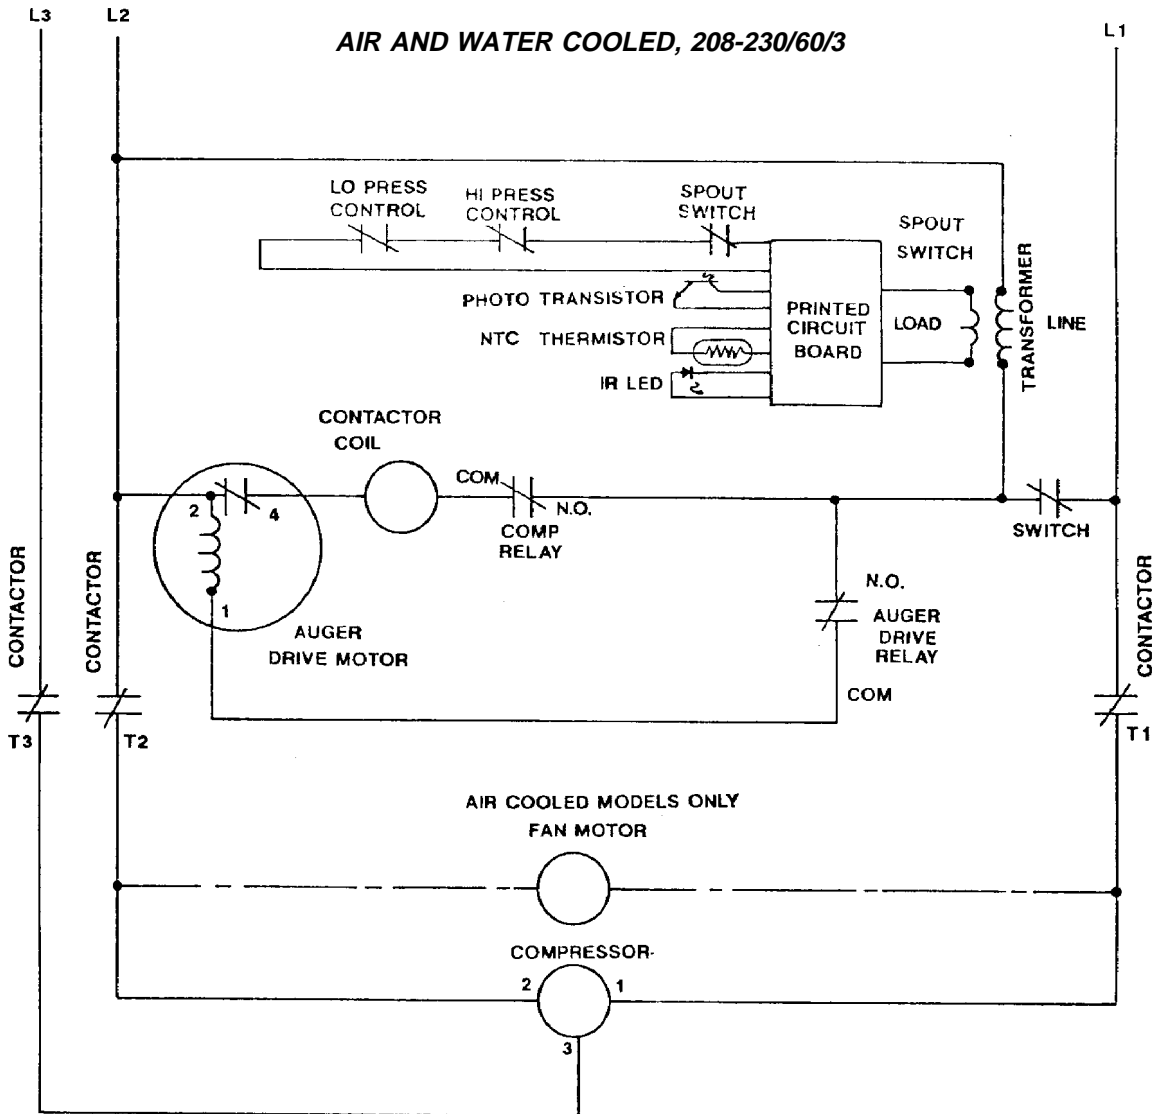 L3
L2
AIR AND WATER COOLED, 208-230/60/3
L1
LO PRESS
CONTROL
HI PRESS
CONTROL
SPOUT
SWITCH
SPOUT
SWITCH
PHOTO TRANSISTOR
NTC THERMISTOR
IR LED
PRINTED
CIRCUIT
BOARD
LOAD
TRANSFORMER
LINE
CONTACTOR
COIL
2
4
1
AUGER
DRIVE MOTOR
COM
N.O.
COMP
RELAY
SWITCH
N.O.
AUGER
DRIVE
RELAY
COM
CONTACTOR
CONTACTOR
CONTACTOR
T3
T2
T1
AIR COOLED MODELS ONLY
FAN MOTOR
COMPRESSOR
2
1
3